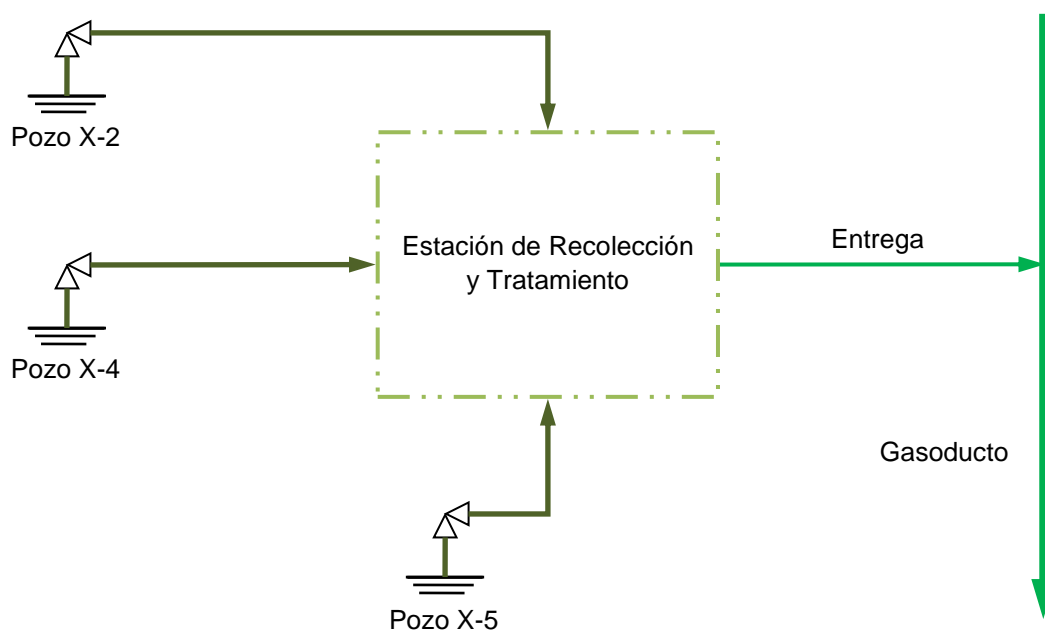 Pozo X-2
Estación de Recolección
y Tratamiento
Entrega
Pozo X-4
Gasoducto
Pozo X-5